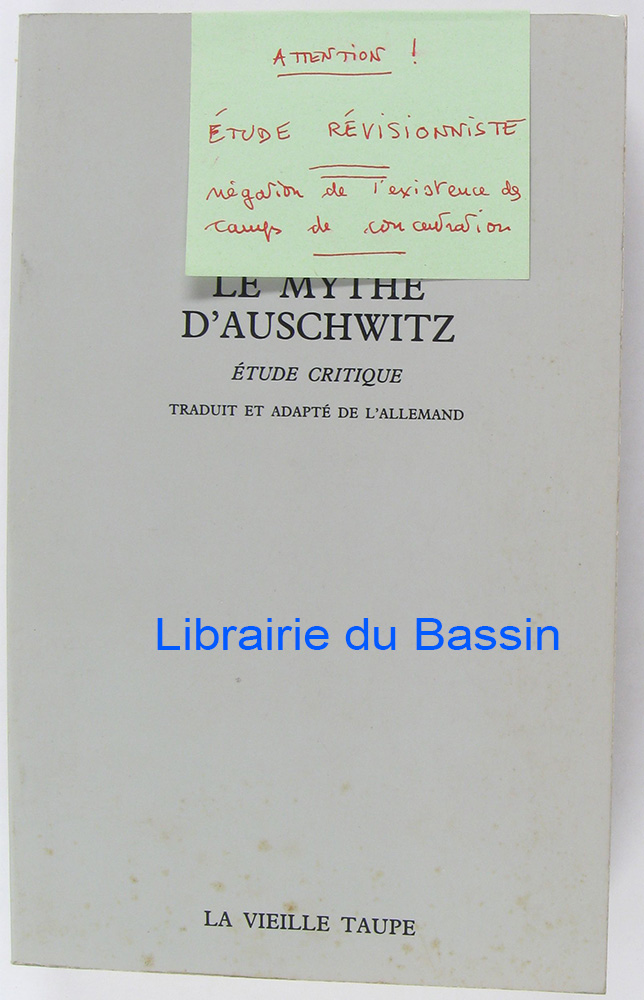 ATTENTION !
ÉTUDE RÉVISIONNISTE
négation de l'existence des
camps de concentration
LE MYTHE
D'AUSCHWITZ
ÉTUDE CRITIQUE
TRADUIT ET ADAPTÉ DE L'ALLEMAND
Librairie du Bassin
LA VIEILLE TAUPE